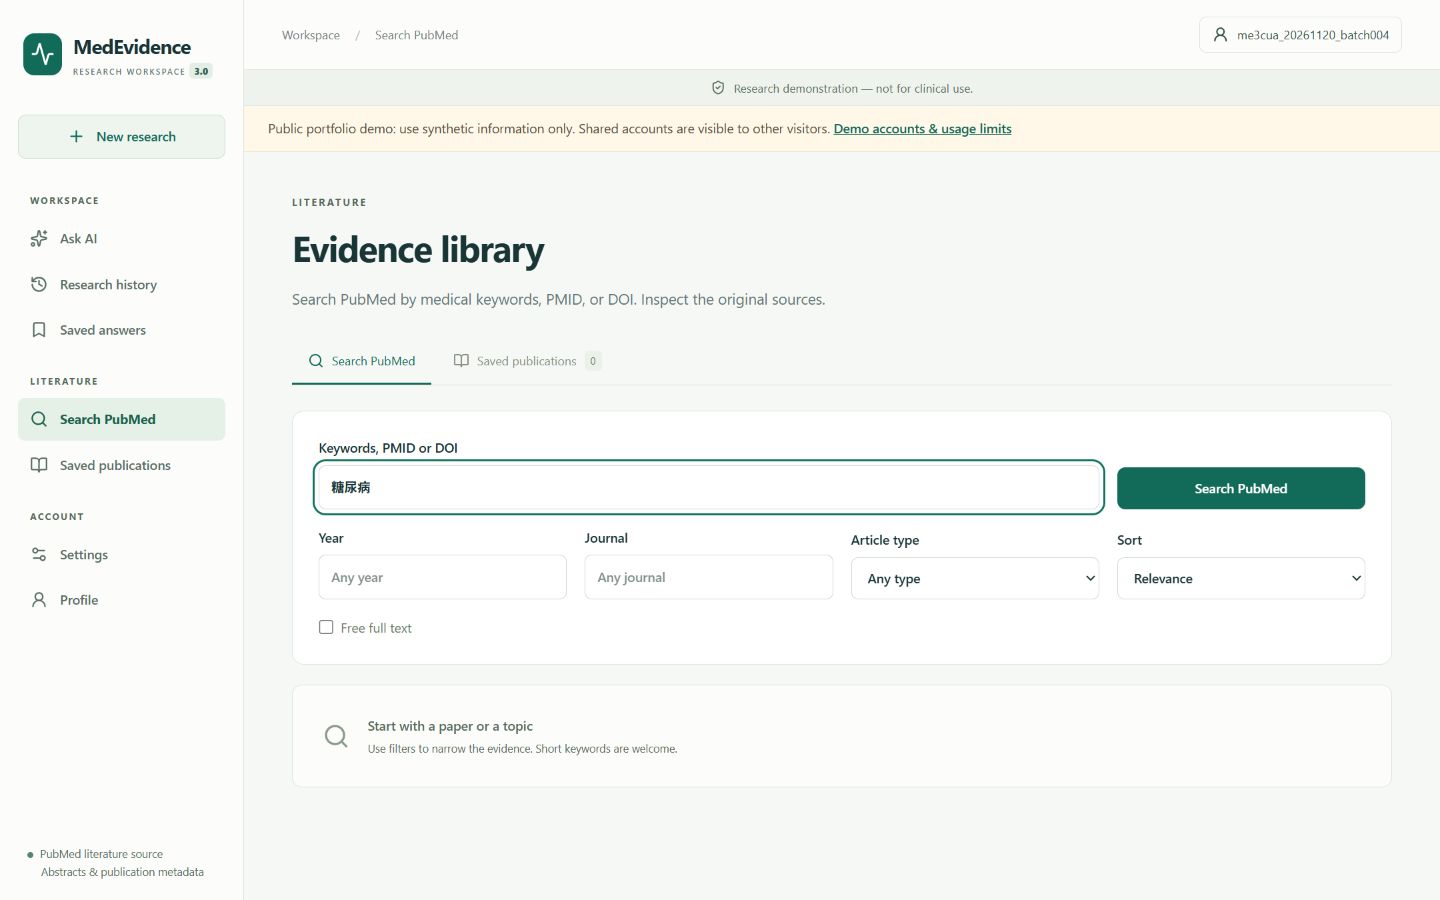 MedEvidence
RESEARCH WORKSPACE 3.0
New research
WORKSPACE
Ask AI
Research history
Saved answers
LITERATURE
Search PubMed
Saved publications
ACCOUNT
Settings
Profile
PubMed literature source
Abstracts & publication metadata
Workspace / Search PubMed
me3cua_20261120_batch004
Research demonstration — not for clinical use.
Public portfolio demo: use synthetic information only. Shared accounts are visible to other visitors. Demo accounts & usage limits
LITERATURE
Evidence library
Search PubMed by medical keywords, PMID, or DOI. Inspect the original sources.
Search PubMed
Saved publications 0
Keywords, PMID or DOI
糖尿病
Search PubMed
Year
Journal
Article type
Sort
Any year
Any journal
Any type
Relevance
Free full text
Start with a paper or a topic
Use filters to narrow the evidence. Short keywords are welcome.